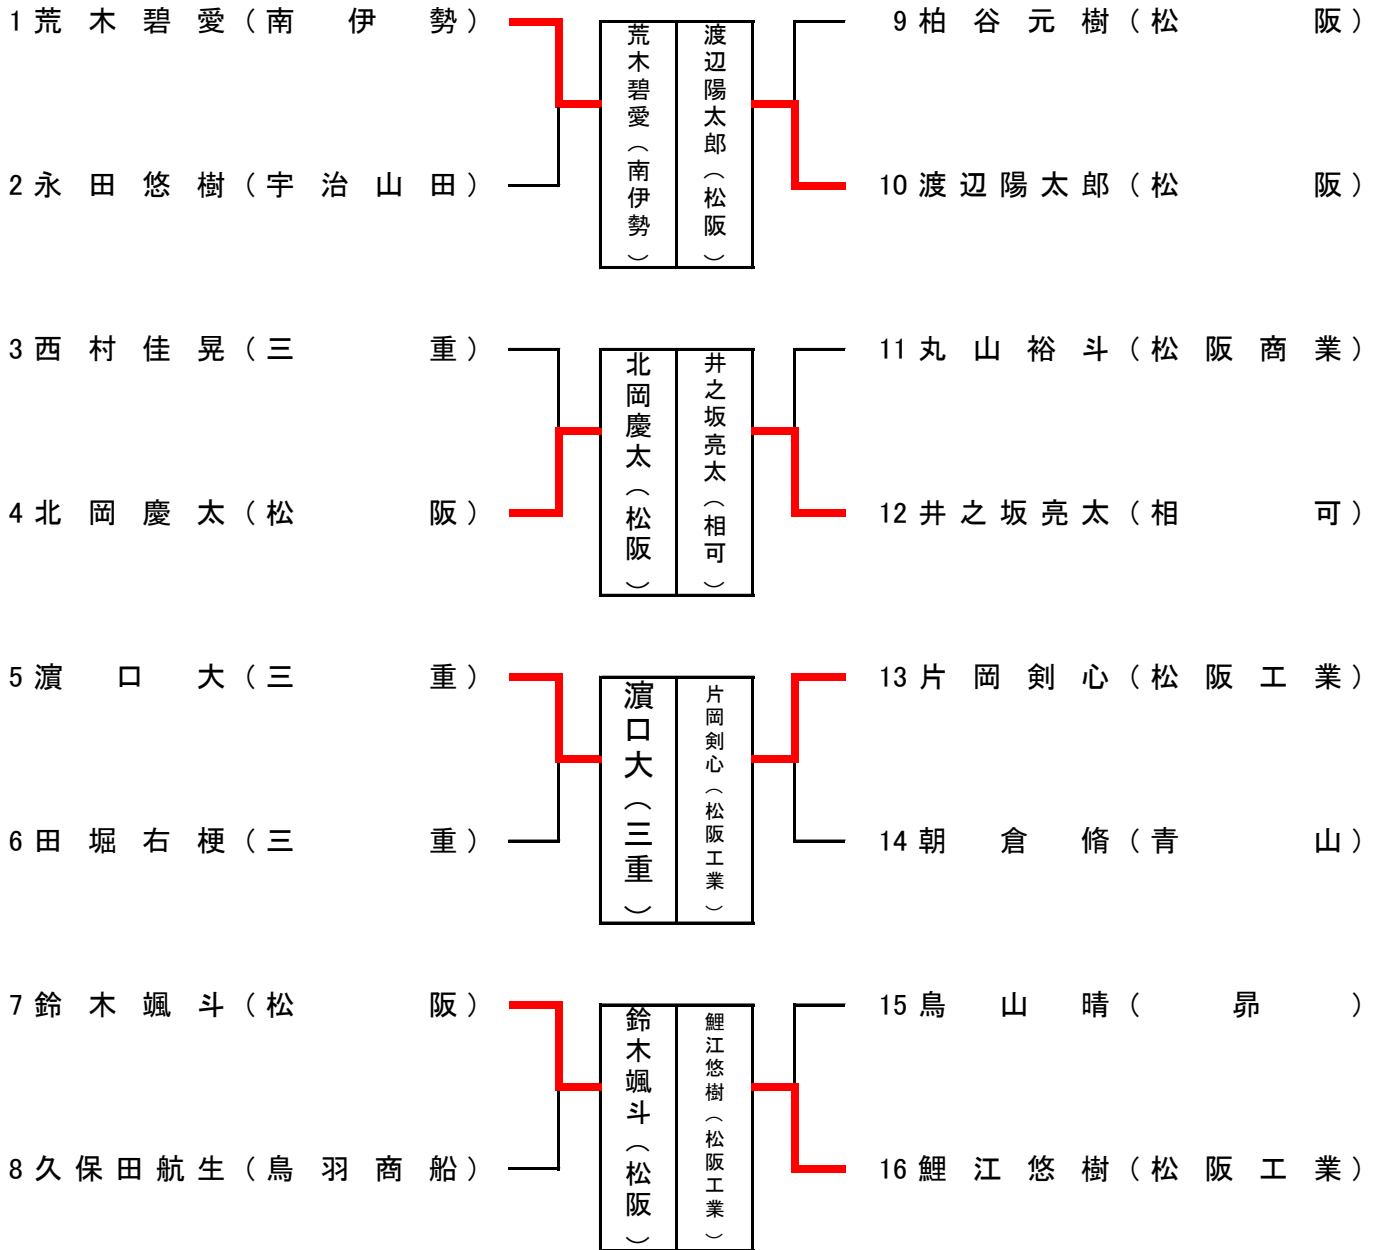 1 荒木碧愛（南伊勢）
2 永田悠樹（宇治山田）
荒木碧愛（南伊勢）
渡辺陽太郎（松阪）
9 柏谷元樹（松阪）
10 渡辺陽太郎（松阪）
3 西村佳晃（三重）
4 北岡慶太（松阪）
北岡慶太（松阪）
井之坂亮太（相可）
11 丸山裕斗（松阪商業）
12 井之坂亮太（相可）
5 濵口大（三重）
6 田堀右梗（三重）
濵口大（三重）
片岡剣心（松阪工業）
13 片岡剣心（松阪工業）
14 朝倉脩（青山）
7 鈴木颯斗（松阪）
8 久保田航生（鳥羽商船）
鈴木颯斗（松阪）
鯉江悠樹（松阪工業）
15 鳥山晴（昴）
16 鯉江悠樹（松阪工業）